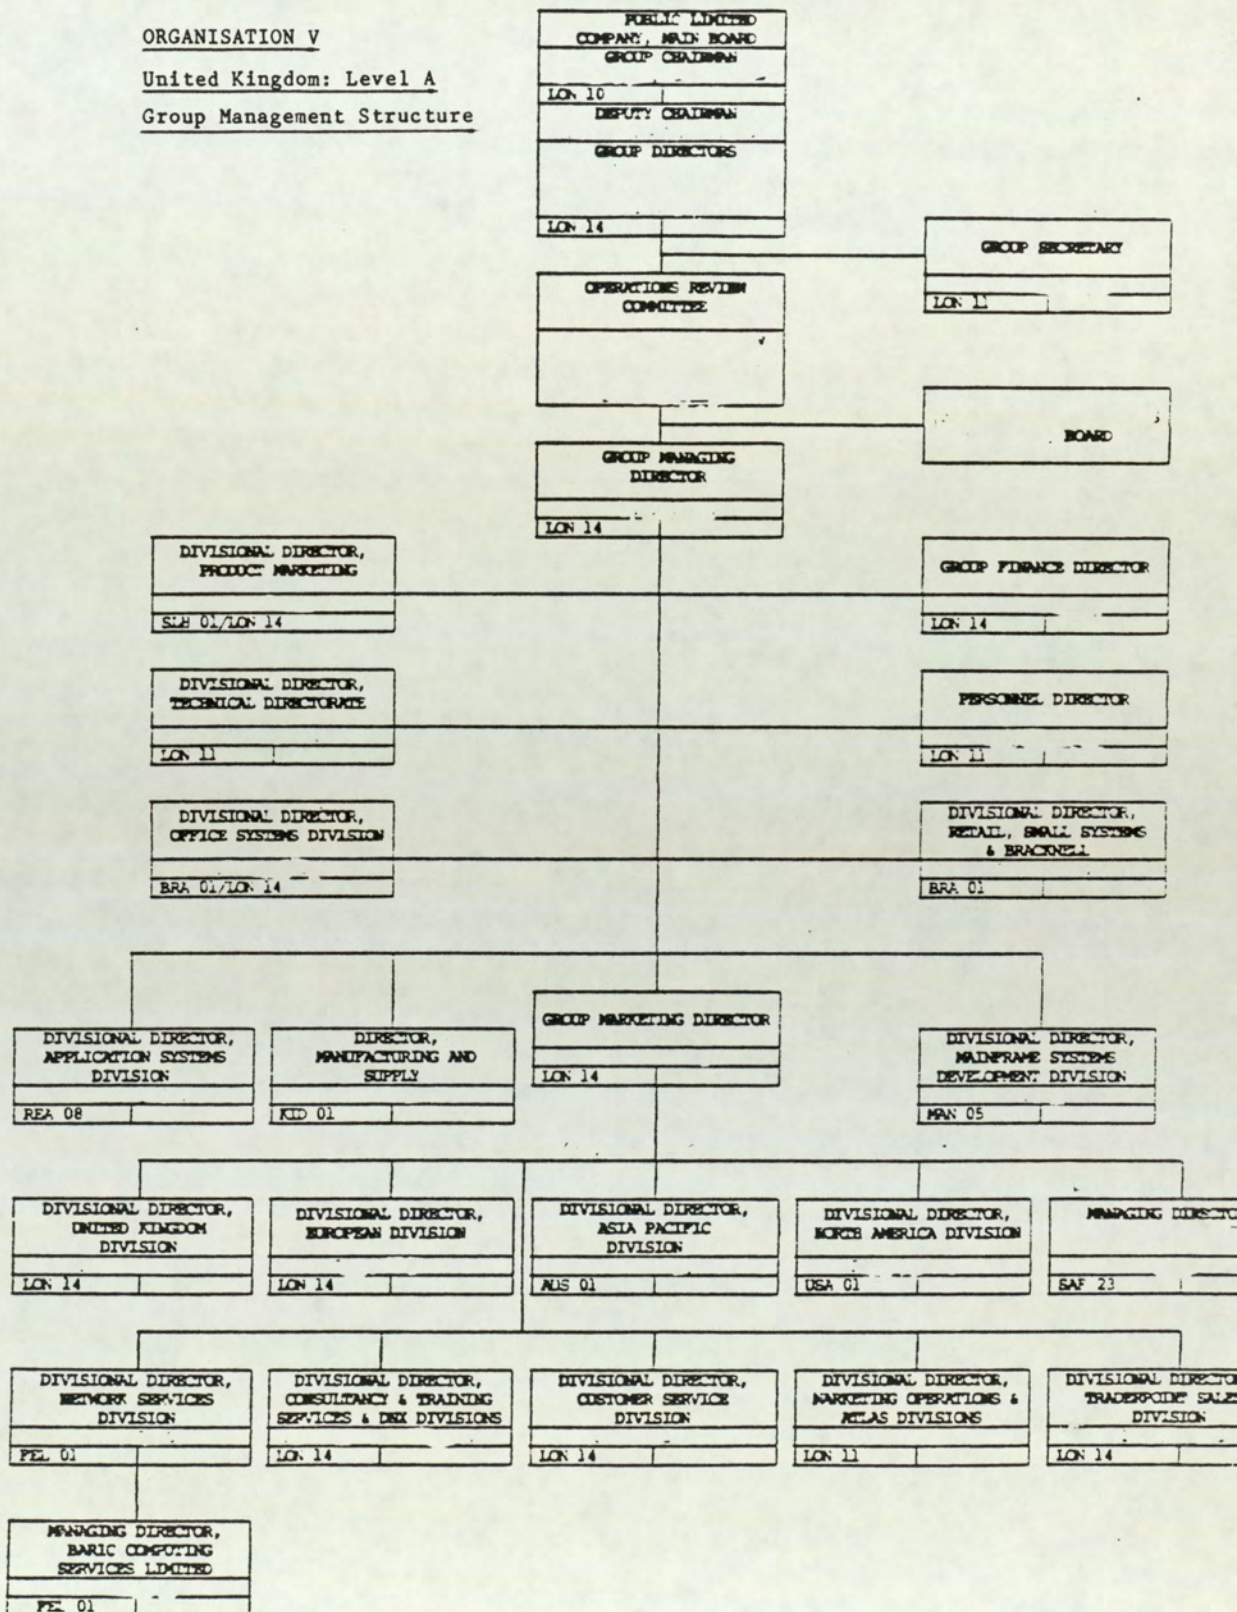 ORGANISATION V
United Kingdom: Level A
Group Management Structure
PUBLIC LIMITED
COMPANY, MAIN BOARD
GROUP CHAIRMAN
LON 10
DEPUTY CHAIRMAN
GROUP DIRECTORS
LON 14
GROUP SECRETARY
LON 11
OPERATIONS REVIEW
COMMITTEE
BOARD
GROUP MANAGING
DIRECTOR
LON 14
DIVISIONAL DIRECTOR,
PRODUCT MARKETING
SLH 01/LON 14
GROUP FINANCE DIRECTOR
LON 14
DIVISIONAL DIRECTOR,
TECHNICAL DIRECTORATE
LON 11
PERSONNEL DIRECTOR
LON 11
DIVISIONAL DIRECTOR,
OFFICE SYSTEMS DIVISION
BRA 01/LON 14
DIVISIONAL DIRECTOR,
RETAIL, SMALL SYSTEMS
& BRACKNELL
BRA 01
DIVISIONAL DIRECTOR,
APPLICATION SYSTEMS
DIVISION
REA 08
DIRECTOR,
MANUFACTURING AND
SUPPLY
KID 01
GROUP MARKETING DIRECTOR
LON 14
DIVISIONAL DIRECTOR,
MAINFRAME SYSTEMS
DEVELOPMENT DIVISION
MAN 05
DIVISIONAL DIRECTOR,
UNITED KINGDOM
DIVISION
LON 14
DIVISIONAL DIRECTOR,
EUROPEAN DIVISION
LON 14
DIVISIONAL DIRECTOR,
ASIA PACIFIC
DIVISION
AUS 01
DIVISIONAL DIRECTOR,
NORTH AMERICA DIVISION
USA 01
MANAGING DIRECTO
SAF 23
DIVISIONAL DIRECTOR,
NETWORK SERVICES
DIVISION
FEL 01
DIVISIONAL DIRECTOR,
CONSULTANCY & TRAINING
SERVICES & DNX DIVISIONS
LON 14
DIVISIONAL DIRECTOR,
CUSTOMER SERVICE
DIVISION
LON 14
DIVISIONAL DIRECTOR,
MARKETING OPERATIONS &
ATLAS DIVISIONS
LON 11
DIVISIONAL DIRECTOR
TRADERPOINT SALES
DIVISION
LON 14
MANAGING DIRECTOR,
BARIC COMPUTING
SERVICES LIMITED
FEL 01